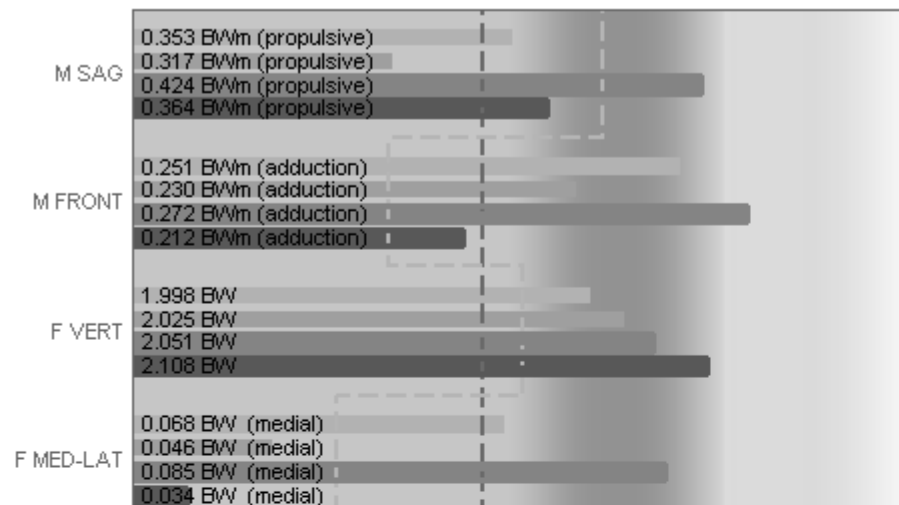 0.353 BWm (propulsive)
0.317 BWm (propulsive)
M SAG
0.424 BWm (propulsive)
0.364 BWm (propulsive)
0.251 BWm (adduction)
0.230 BWm (adduction)
M FRONT
0.272 BWm (adduction)
0.212 BWm (adduction)
1.998 BW
2.025 BW
F VERT
2.051 BW
2.108 BW
0.068 BW (medial)
0.046 BW (medial)
F MED-LAT
0.085 BW (medial)
0.034 BW (medial)